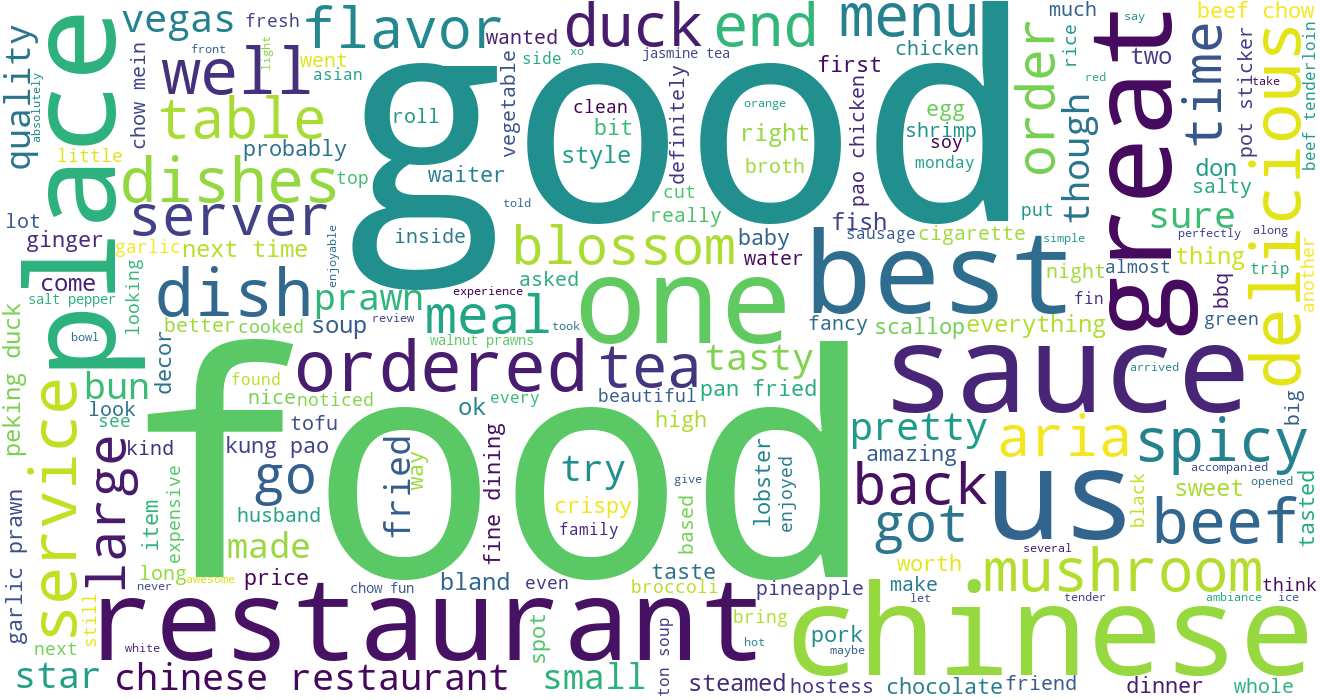 good
food
place
great
restaurant
chinese
best
sauce
one
us
delicious
service
ordered
dish
dishes
server
well
table
flavor
duck
end
menu
order
time
though
quality
vegas
fresh
wanted
went
asian
front
light
absolutely
chow mein
little
probably
top
waiter
vegetable
side
xo
jasmine tea
chicken
much
say
beef chow
first
two
red
rice
take
pot sticker
beef tenderloin
roll
clean
bit
style
orange
right
broth
egg
shrimp
soy
monday
definitely
pao chicken
cut
really
told
inside
enjoyable
lot
ginger
garlic
next time
come
looking
salt pepper
bowl
peking duck
decor
better
cooked
prawn
soup
review
experience
meal
took
walnut prawns
asked
blossom
baby
water
fish
sausage
cigarette
put
simple
night
almost
fin
bbq
green
thing
trip
don
salty
sure
perfectly
along
another
fancy
scallop
everything
arrived
big
bun
look
see
kind
large
found
nice
noticed
tofu
kung pao
go
fried
way
tea
beautiful
ok
every
tasty
pan fried
high
try
crispy
family
give
lobster
enjoyed
based
fine dining
pretty
amazing
aria
spicy
back
got
accompanied
opened
black
sweet
beef
tasted
item
expensive
husband
made
long
awesome
never
price
still
garlic prawn
next
white
star
chinese restaurant
chow fun
bland
even
spot
small
taste
broccoli
pineapple
bring
hot
ton soup
steamed
hostess
pork
maybe
chocolate
friend
make
let
worth
several
mushroom
tender
ambiance
ice
think
dinner
whole